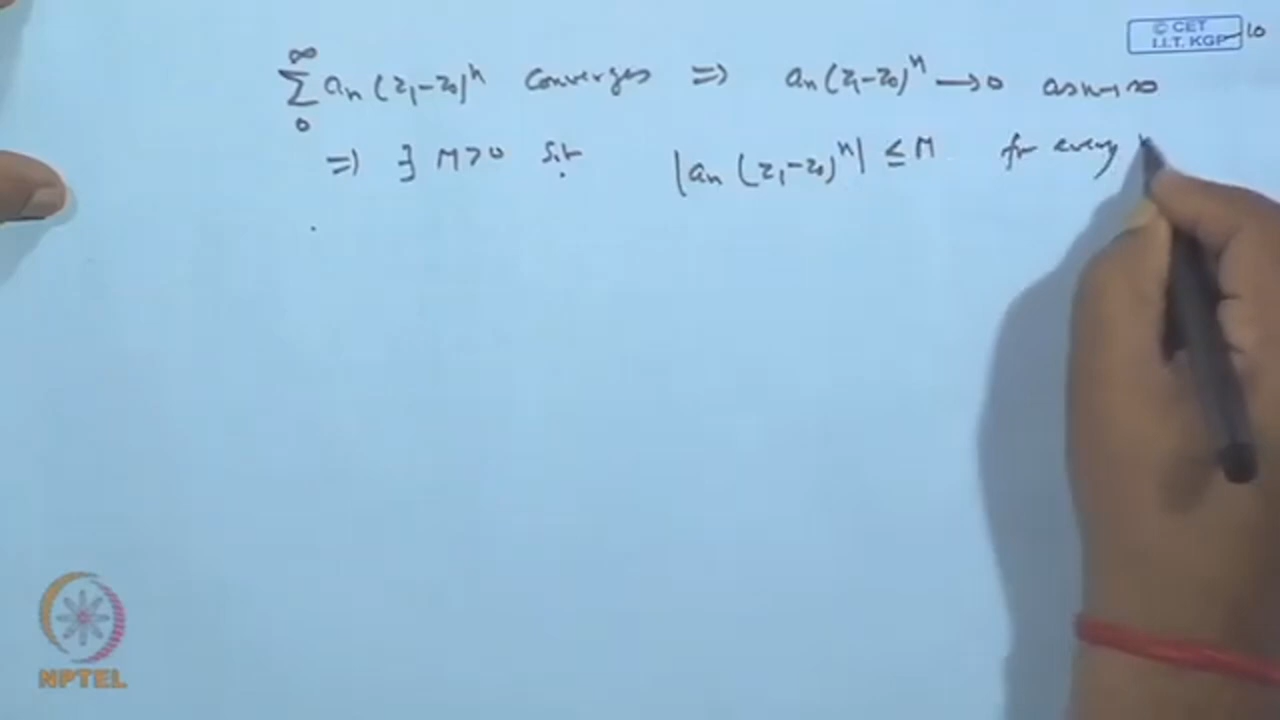 © CET
I.I.T. KGP
10
∞
∑ aₙ (z₁-z₀)ⁿ converges => aₙ (z₁-z₀)ⁿ → 0 as n→∞
0
=> ∃ M>0 s.t. |aₙ (z₁-z₀)ⁿ| ≤ M for every
NPTEL